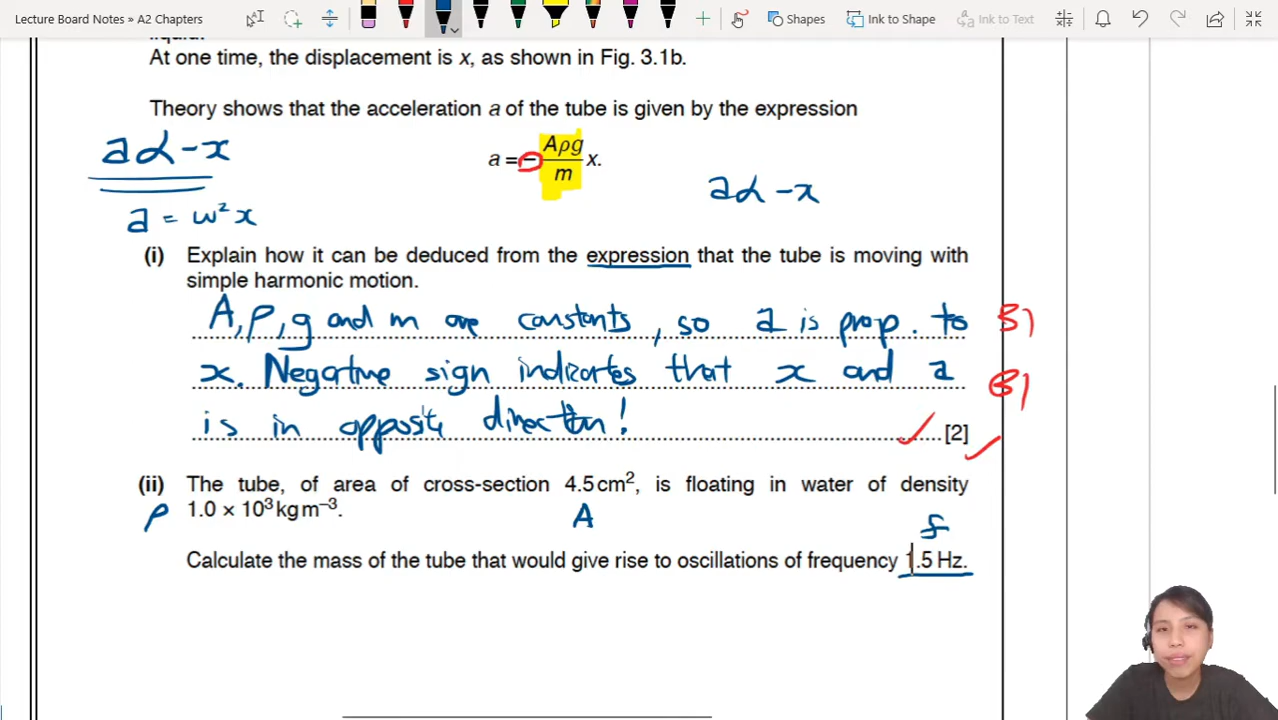 Lecture Board Notes » A2 Chapters
Shapes
Ink to Shape
Ink to Text
liquid.
At one time, the displacement is x, as shown in Fig. 3.1b.
Theory shows that the acceleration a of the tube is given by the expression
a ∝ -x
a = - Aρg/m x.
a ∝ -x
a = ω² x
(i) Explain how it can be deduced from the expression that the tube is moving with
simple harmonic motion.
A, ρ, g and m are constants, so a is prop. to B1
x. Negative sign indicates that x and a B1
is in opposite direction!
[2]
(ii) The tube, of area of cross-section 4.5 cm², is floating in water of density
ρ 1.0 × 10³ kg m⁻³. A f
Calculate the mass of the tube that would give rise to oscillations of frequency 1.5 Hz.